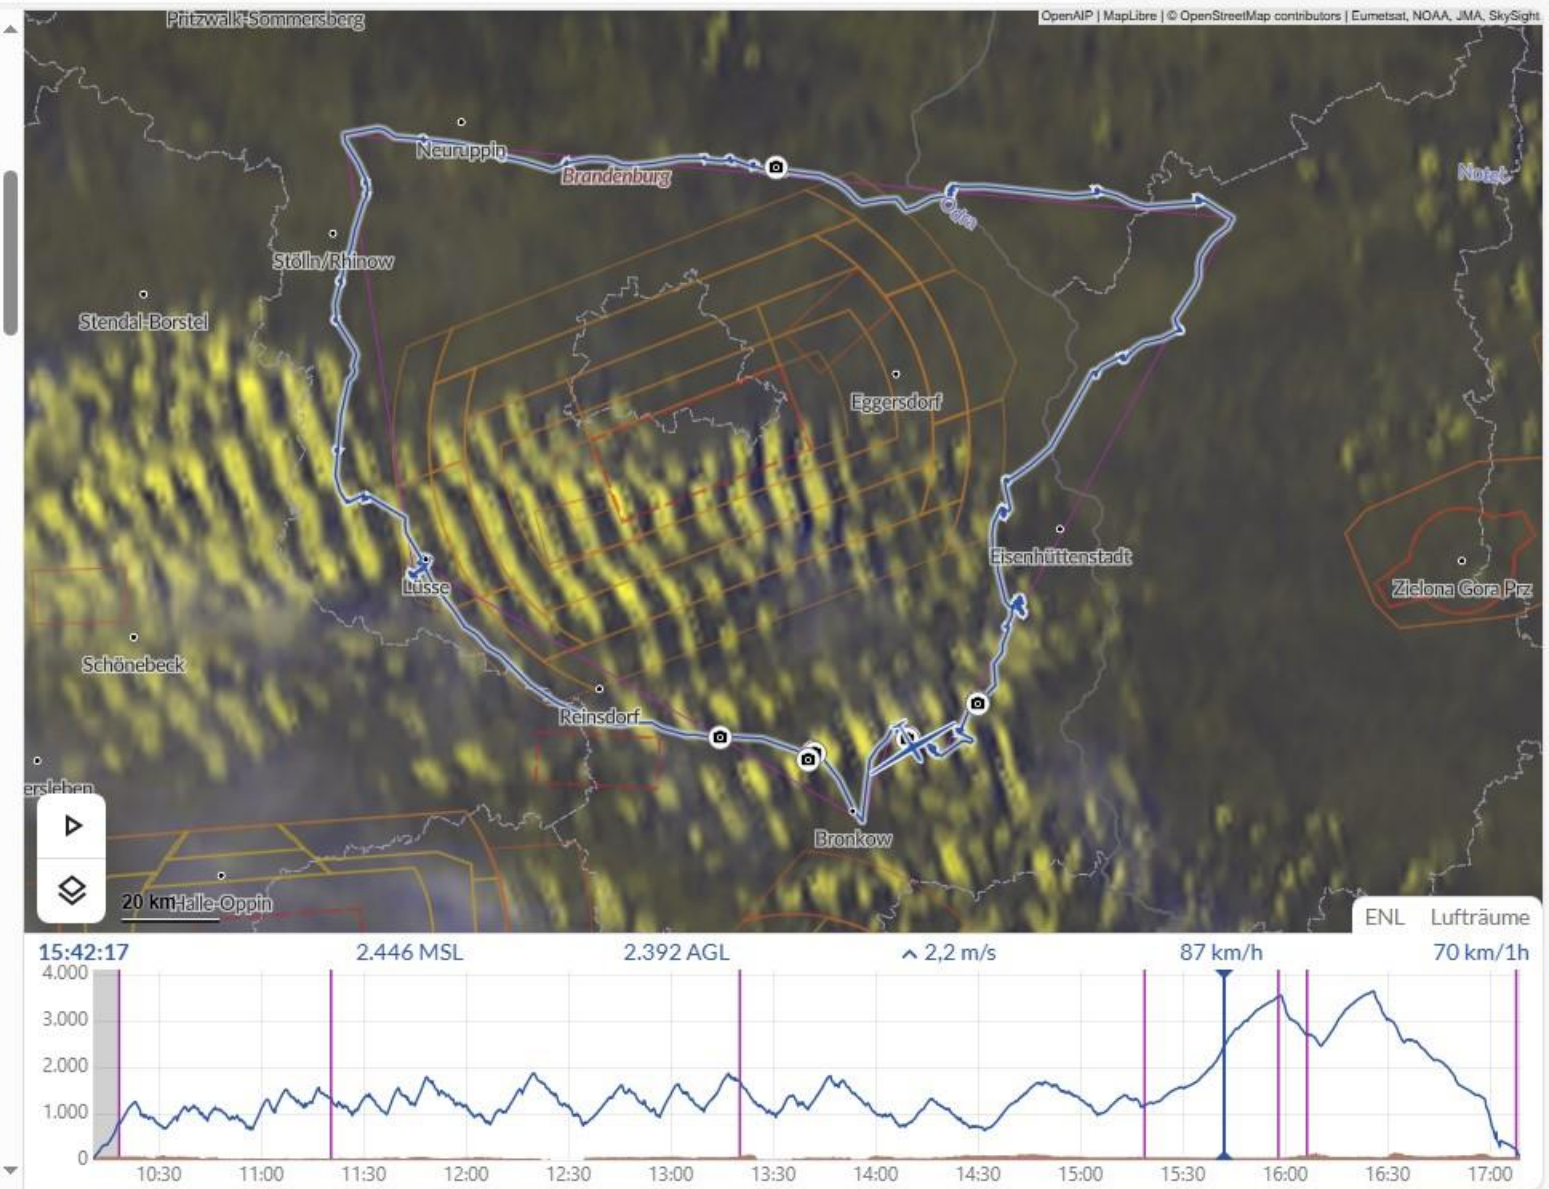 Pritzwalk-Sommersberg
OpenAIP | MapLibre | © OpenStreetMap contributors | Eumetsat, NOAA, JMA, SkySight
Neuruppin
Brandenburg
Noteć
Odra
Stölln/Rhinow
Stendal-Borstel
Eggersdorf
Eisenhüttenstadt
Lüsse
Zielona Gora Prz
Schönebeck
Reinsdorf
ersleben
Bronkow
20 km
Halle-Oppin
ENL Lufträume
15:42:17 2.446 MSL 2.392 AGL 2,2 m/s 87 km/h 70 km/1h
4.000
3.000
2.000
1.000
0
10:30 11:00 11:30 12:00 12:30 13:00 13:30 14:00 14:30 15:00 15:30 16:00 16:30 17:00